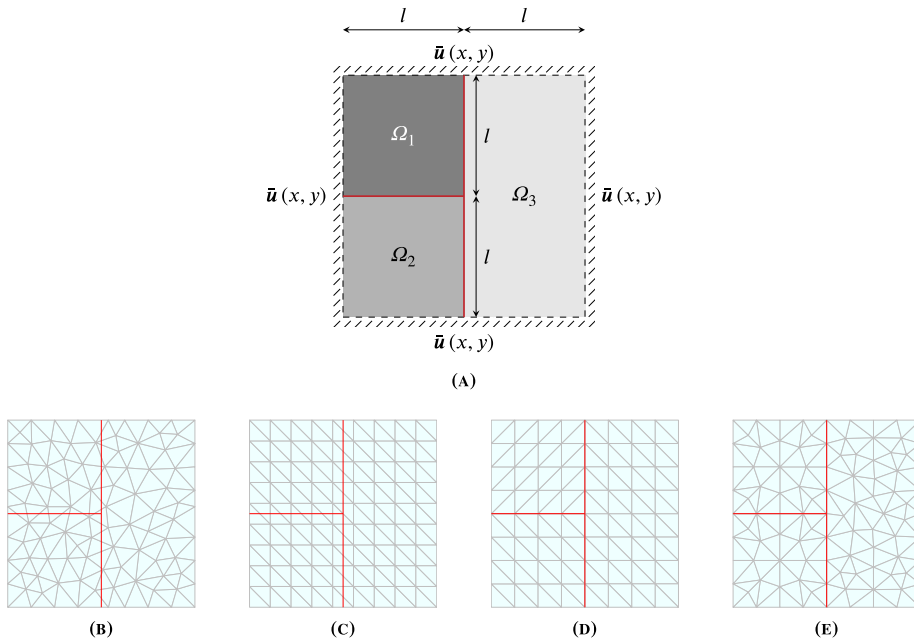 l l
ū (x, y)
Ω1 l
ū (x, y) Ω3 ū (x, y)
Ω2 l
ū (x, y)
(A)
(B) (C) (D) (E)